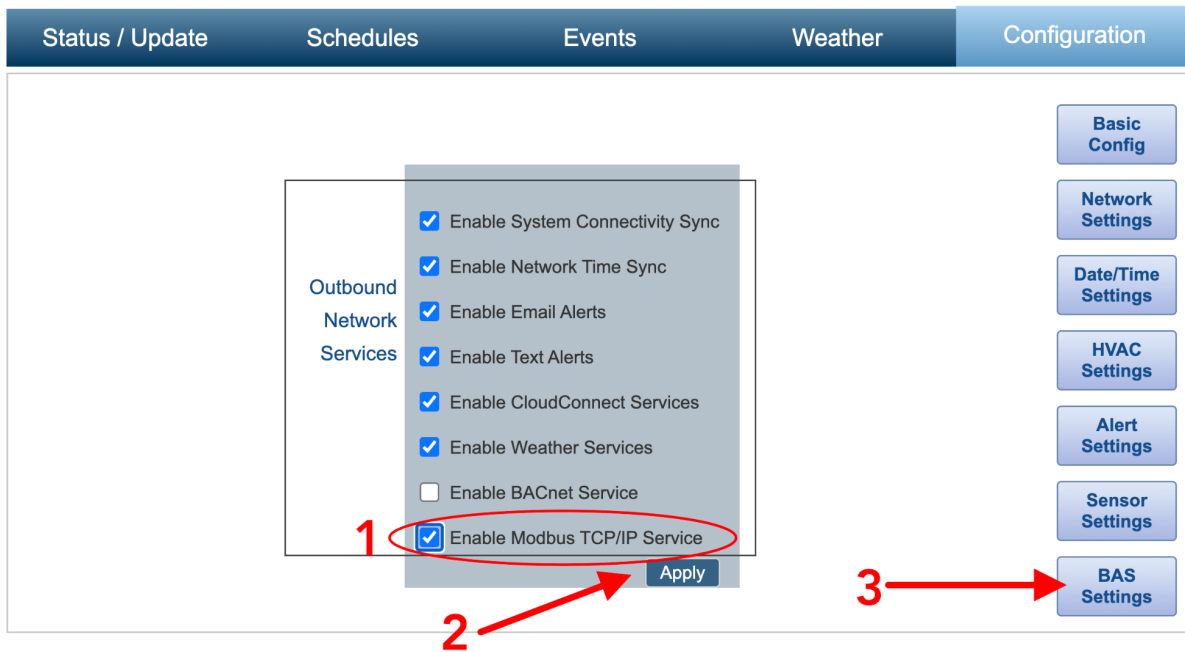 Status / Update Schedules Events Weather Configuration
Basic
Config
Network
Settings
Date/Time
Settings
HVAC
Settings
Alert
Settings
Sensor
Settings
BAS
Settings
Outbound
Network
Services
Enable System Connectivity Sync
Enable Network Time Sync
Enable Email Alerts
Enable Text Alerts
Enable CloudConnect Services
Enable Weather Services
Enable BACnet Service
1 Enable Modbus TCP/IP Service
Apply
2
3